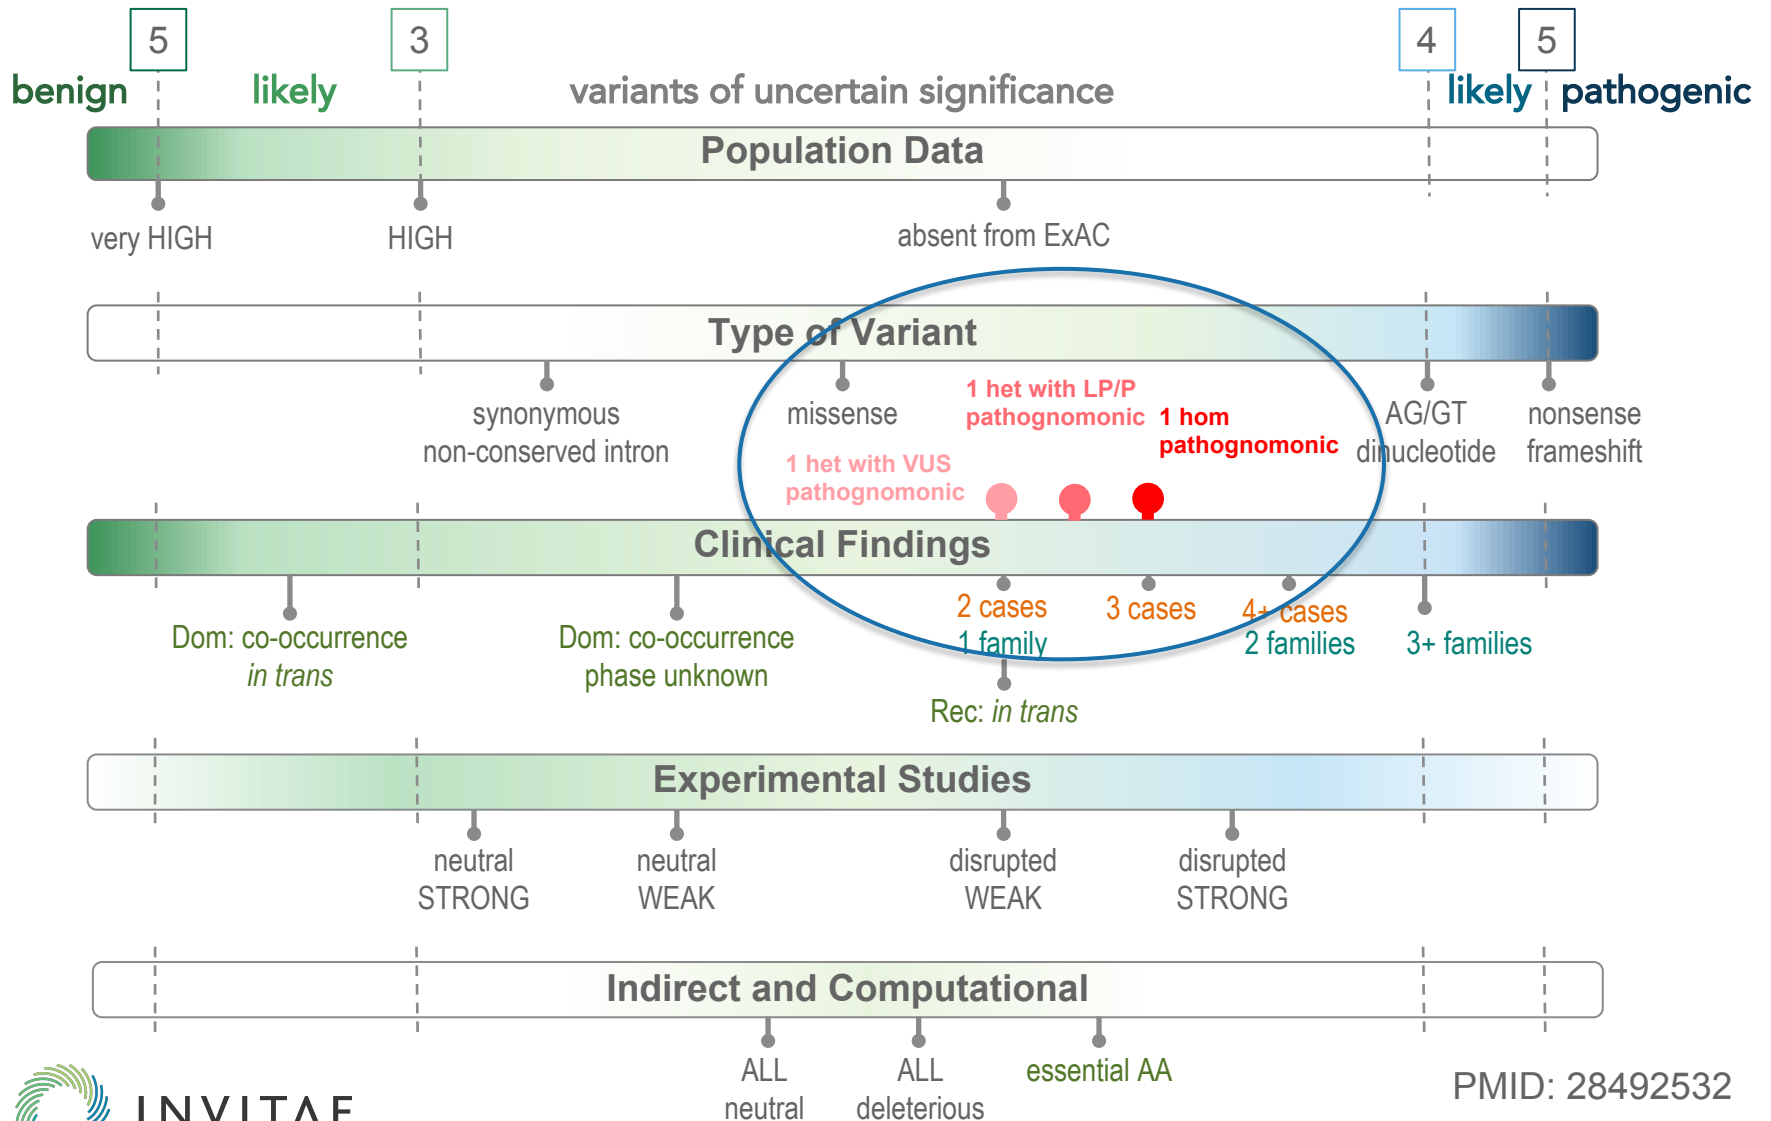 5
3
4
5
benign
likely
variants of uncertain significance
likely
pathogenic
Population Data
very HIGH
HIGH
absent from ExAC
Type of Variant
synonymous
non-conserved intron
missense
1 het with LP/P
pathognomonic
1 hom
pathognomonic
AG/GT
dinucleotide
nonsense
frameshift
1 het with VUS
pathognomonic
Clinical Findings
Dom: co-occurrence
in trans
Dom: co-occurrence
phase unknown
2 cases
1 family
3 cases
4+ cases
2 families
3+ families
Rec: in trans
Experimental Studies
neutral
STRONG
neutral
WEAK
disrupted
WEAK
disrupted
STRONG
Indirect and Computational
ALL
neutral
ALL
deleterious
essential AA
INVITAE
PMID: 28492532